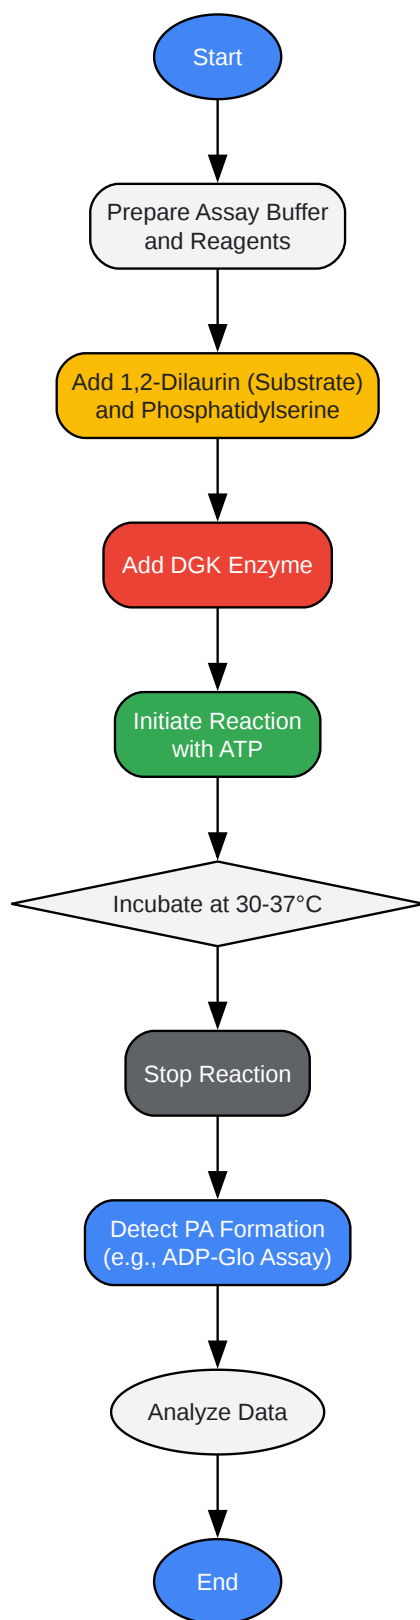 Start
Prepare Assay Buffer
and Reagents
Add 1,2-Dilaurin (Substrate)
and Phosphatidylserine
Add DGK Enzyme
Initiate Reaction
with ATP
Incubate at 30-37°C
Stop Reaction
Detect PA Formation
(e.g., ADP-Glo Assay)
Analyze Data
End